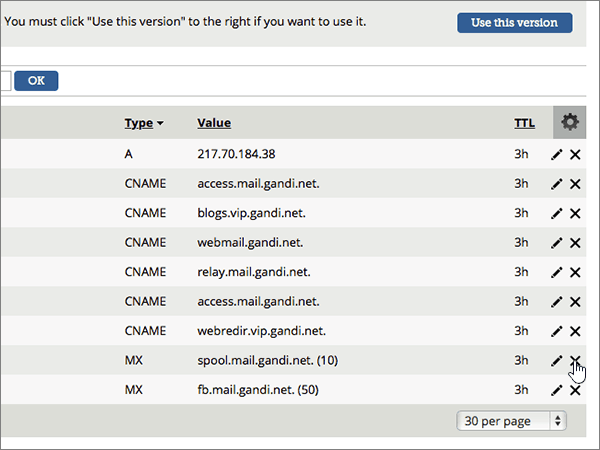 You must click "Use this version" to the right if you want to use it.
Use this version
OK
Type Value TTL
A 217.70.184.38 3h
CNAME access.mail.gandi.net. 3h
CNAME blogs.vip.gandi.net. 3h
CNAME webmail.gandi.net. 3h
CNAME relay.mail.gandi.net. 3h
CNAME access.mail.gandi.net. 3h
CNAME webredir.vip.gandi.net. 3h
MX spool.mail.gandi.net. (10) 3h
MX fb.mail.gandi.net. (50) 3h
30 per page